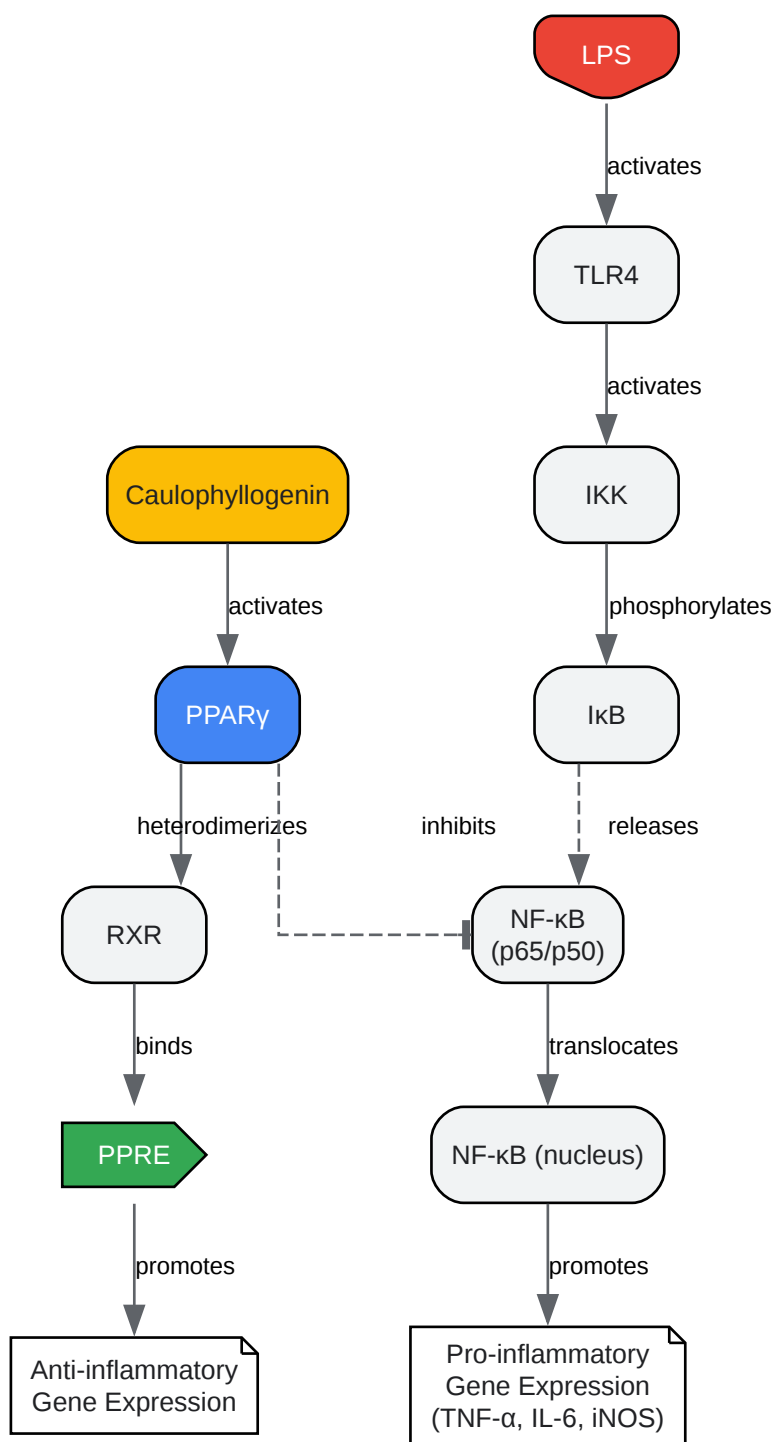 LPS
activates
TLR4
activates
Caulophyllogenin
IKK
activates
phosphorylates
PPARγ
IκB
heterodimerizes
inhibits
releases
RXR
NF-κB
(p65/p50)
binds
translocates
PPRE
NF-κB (nucleus)
promotes
promotes
Anti-inflammatory
Gene Expression
Pro-inflammatory
Gene Expression
(TNF-α, IL-6, iNOS)